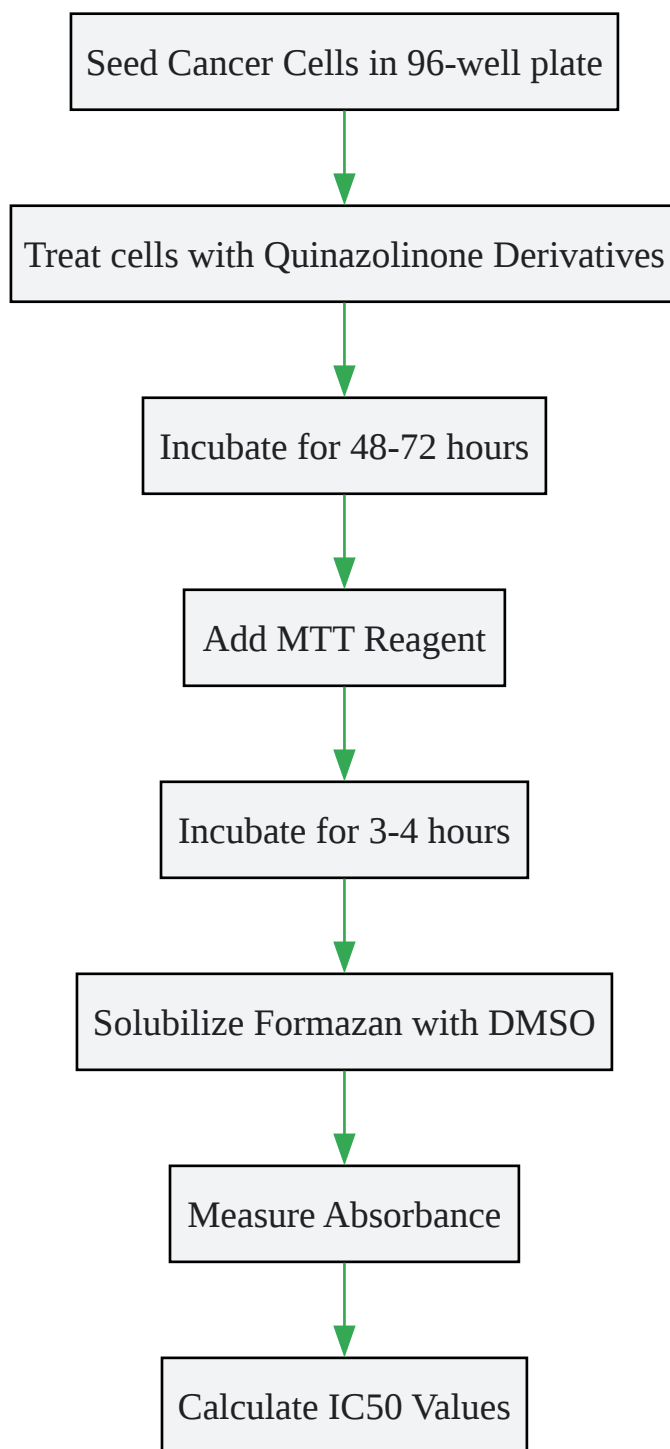 Seed Cancer Cells in 96-well plate
Treat cells with Quinazolinone Derivatives
Incubate for 48-72 hours
Add MTT Reagent
Incubate for 3-4 hours
Solubilize Formazan with DMSO
Measure Absorbance
Calculate IC50 Values